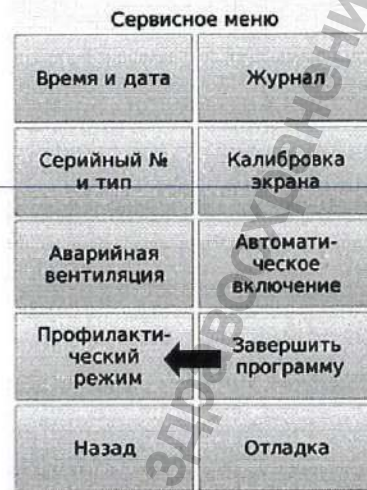 Сервисное меню
Время и дата
Журнал
Серийный №
и тип
Калибровка
экрана
Аварийная
вентиляция
Автомати-
ческое
включение
Профилакти-
ческий
режим
Завершить
программу
Назад
Отладка